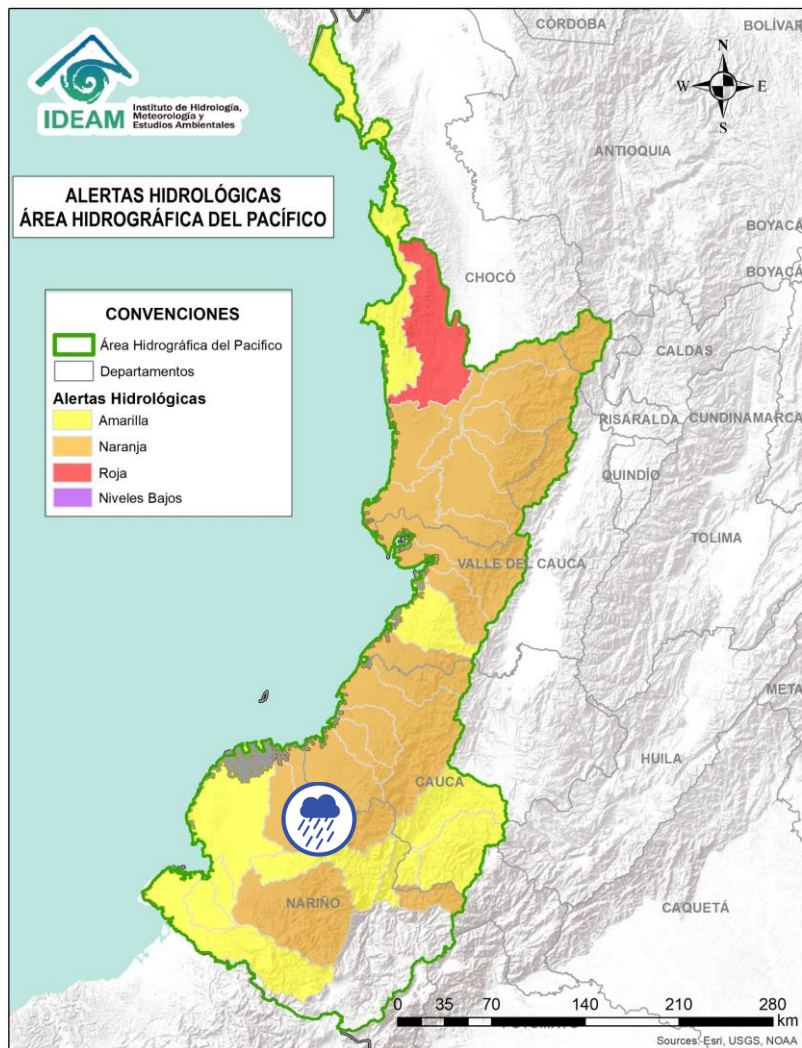 CÓRDOBA
BOLÍVAR
N
W E
S
IDEAM
Instituto de Hidrología,
Meteorología y
Estudios Ambientales
ANTIOQUIA
ALERTAS HIDROLÓGICAS
ÁREA HIDROGRÁFICA DEL PACÍFICO
BOYACÁ
BOYACÁ
CHOCÓ
CONVENCIONES
Área Hidrográfica del Pacifico
Departamentos
Alertas Hidrológicas
Amarilla
Naranja
Roja
Niveles Bajos
CALDAS
RISARALDA
CUNDINAMARCA
QUINDÍO
TOLIMA
VALLE DEL CAUCA
META
HUILA
CAUCA
NARIÑO
CAQUETÁ
0 35 70 140 210 280
km
Sources: Esri, USGS, NOAA